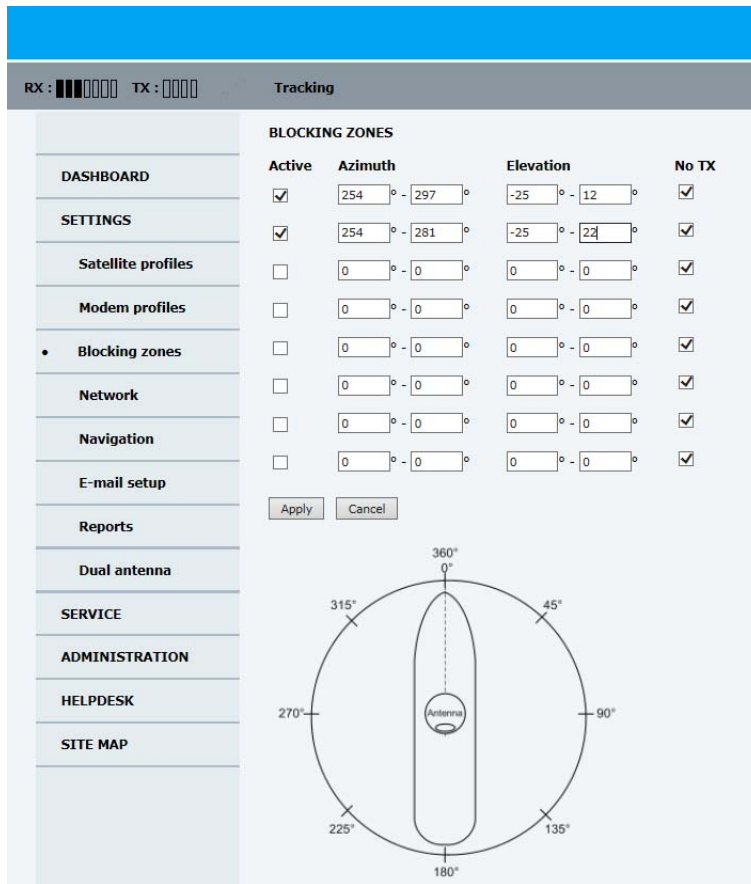 RX : TX : Tracking
BLOCKING ZONES
Active Azimuth Elevation No TX
254 ° - 297 ° -25 ° - 12 °
254 ° - 281 ° -25 ° - 22 °
0 ° - 0 ° 0 ° - 0 °
0 ° - 0 ° 0 ° - 0 °
0 ° - 0 ° 0 ° - 0 °
0 ° - 0 ° 0 ° - 0 °
0 ° - 0 ° 0 ° - 0 °
0 ° - 0 ° 0 ° - 0 °
Apply Cancel
DASHBOARD
SETTINGS
Satellite profiles
Modem profiles
• Blocking zones
Network
Navigation
E-mail setup
Reports
Dual antenna
SERVICE
ADMINISTRATION
HELPDESK
SITE MAP
360°
0°
315° 45°
270° Antenna 90°
225° 135°
180°